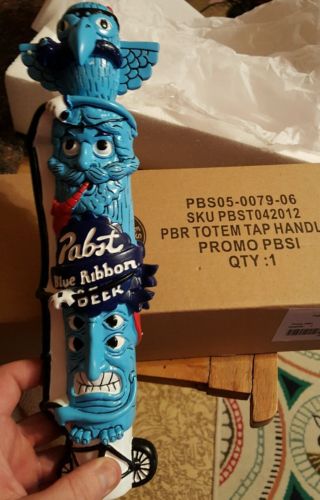 PBS05-0079-06
SKU PBST042012
PBR TOTEM TAP HANDL
PROMO PBSI
QTY :1
Pabst
Blue Ribbon
BEER